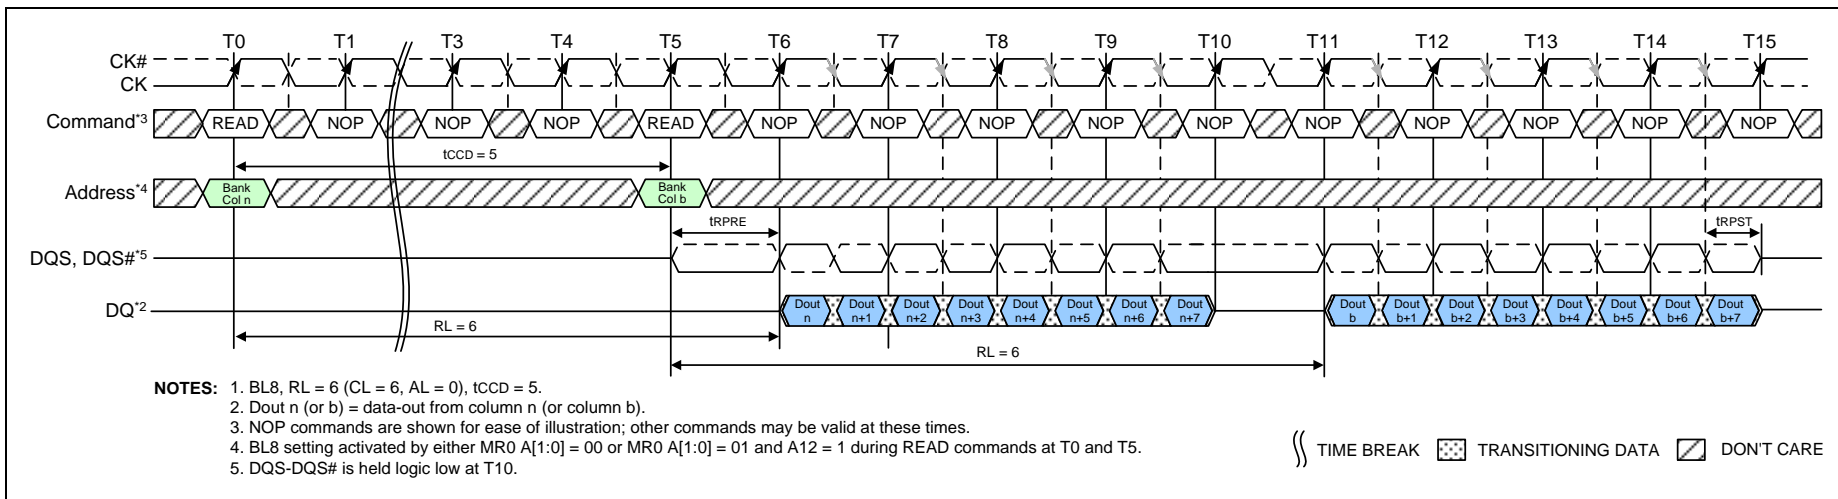 T0 T1 T3 T4 T5 T6 T7 T8 T9 T10 T11 T12 T13 T14 T15
CK#
CK
Command*3 READ NOP NOP NOP READ NOP NOP NOP NOP NOP NOP NOP NOP NOP NOP
tCCD = 5
Address*4 Bank Col n Bank Col b
tRPRE tRPST
DQS, DQS#*5
DQ*2 Dout n Dout n+1 Dout n+2 Dout n+3 Dout n+4 Dout n+5 Dout n+6 Dout n+7 Dout b Dout b+1 Dout b+2 Dout b+3 Dout b+4 Dout b+5 Dout b+6 Dout b+7
RL = 6
RL = 6
NOTES: 1. BL8, RL = 6 (CL = 6, AL = 0), tCCD = 5.
2. Dout n (or b) = data-out from column n (or column b).
3. NOP commands are shown for ease of illustration; other commands may be valid at these times.
4. BL8 setting activated by either MR0 A[1:0] = 00 or MR0 A[1:0] = 01 and A12 = 1 during READ commands at T0 and T5.
5. DQS-DQS# is held logic low at T10.
TIME BREAK TRANSITIONING DATA DON'T CARE